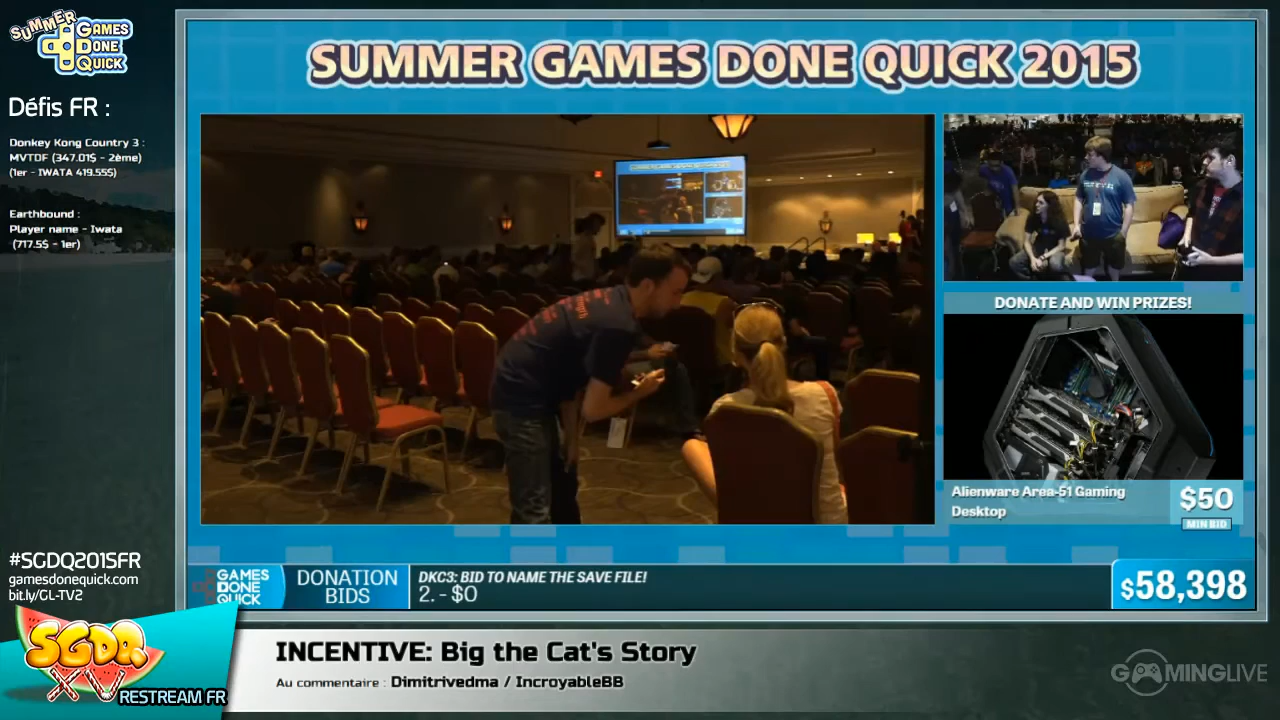 SUMMER
GAMES
DONE
QUICK
Défis FR :
Donkey Kong Country 3 :
MVTDF (347.01$ - 2ème)
(1er - IWATA 419.55$)
Earthbound :
Player name - Iwata
(717.5$ - 1er)
SUMMER GAMES DONE QUICK 2015
DONATE AND WIN PRIZES!
Alienware Area-51 Gaming
Desktop
$50
MIN BID
#SGDQ2015FR
gamesdonequick.com
bit.ly/GL-TV2
GAMES
DONE
QUICK
DONATION
BIDS
DKC3: BID TO NAME THE SAVE FILE!
2. - $0
$58,398
SGDQ
RESTREAM FR
INCENTIVE: Big the Cat's Story
Au commentaire : Dimitrivedma / IncroyableBB
GAMINGLIVE